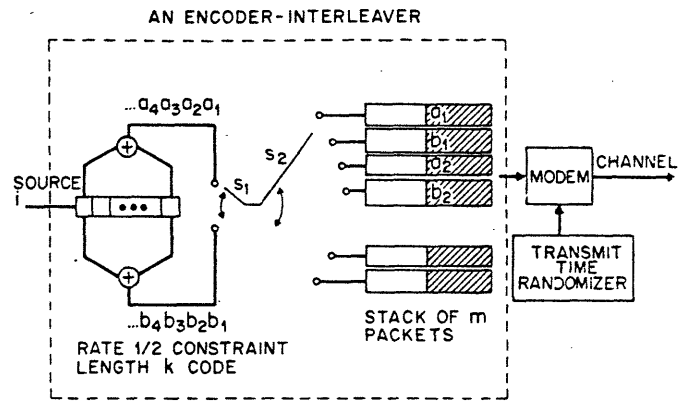 AN ENCODER-INTERLEAVER
...a4a3a2a1
SOURCE
i
S1
S2
a1
b1
a2
b2
MODEM
CHANNEL
TRANSMIT
TIME
RANDOMIZER
...b4b3b2b1
RATE 1/2 CONSTRAINT
LENGTH k CODE
STACK OF m
PACKETS